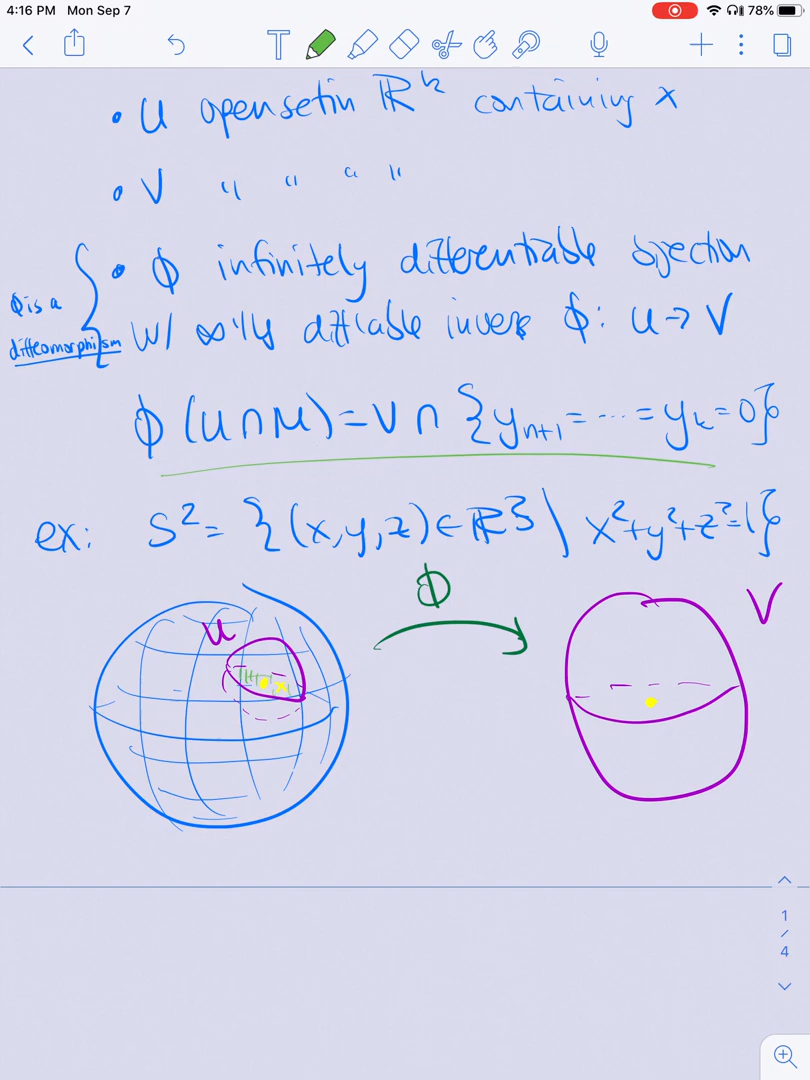 4:16 PM Mon Sep 7
78%
• U open set in ℝᵏ containing x
• V " " " "
• Φ infinitely differentiable bijection
w/ ∞'ly diff'able inverse Φ: U → V
Φ is a
diffeomorphism
Φ(U∩M) = V∩{yₙ₊₁ = ... = yₖ = 0}
ex: S² = {(x,y,z) ∈ ℝ³ | x²+y²+z²=1}
Φ
U
V
x
1
/
4